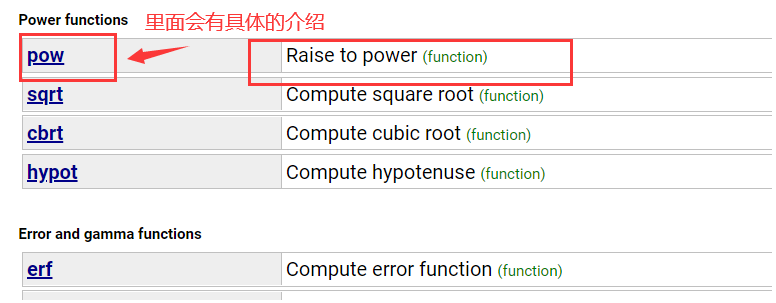 Power functions 里面会有具体的介绍
pow Raise to power (function)
sqrt Compute square root (function)
cbrt Compute cubic root (function)
hypot Compute hypotenuse (function)
Error and gamma functions
erf Compute error function (function)